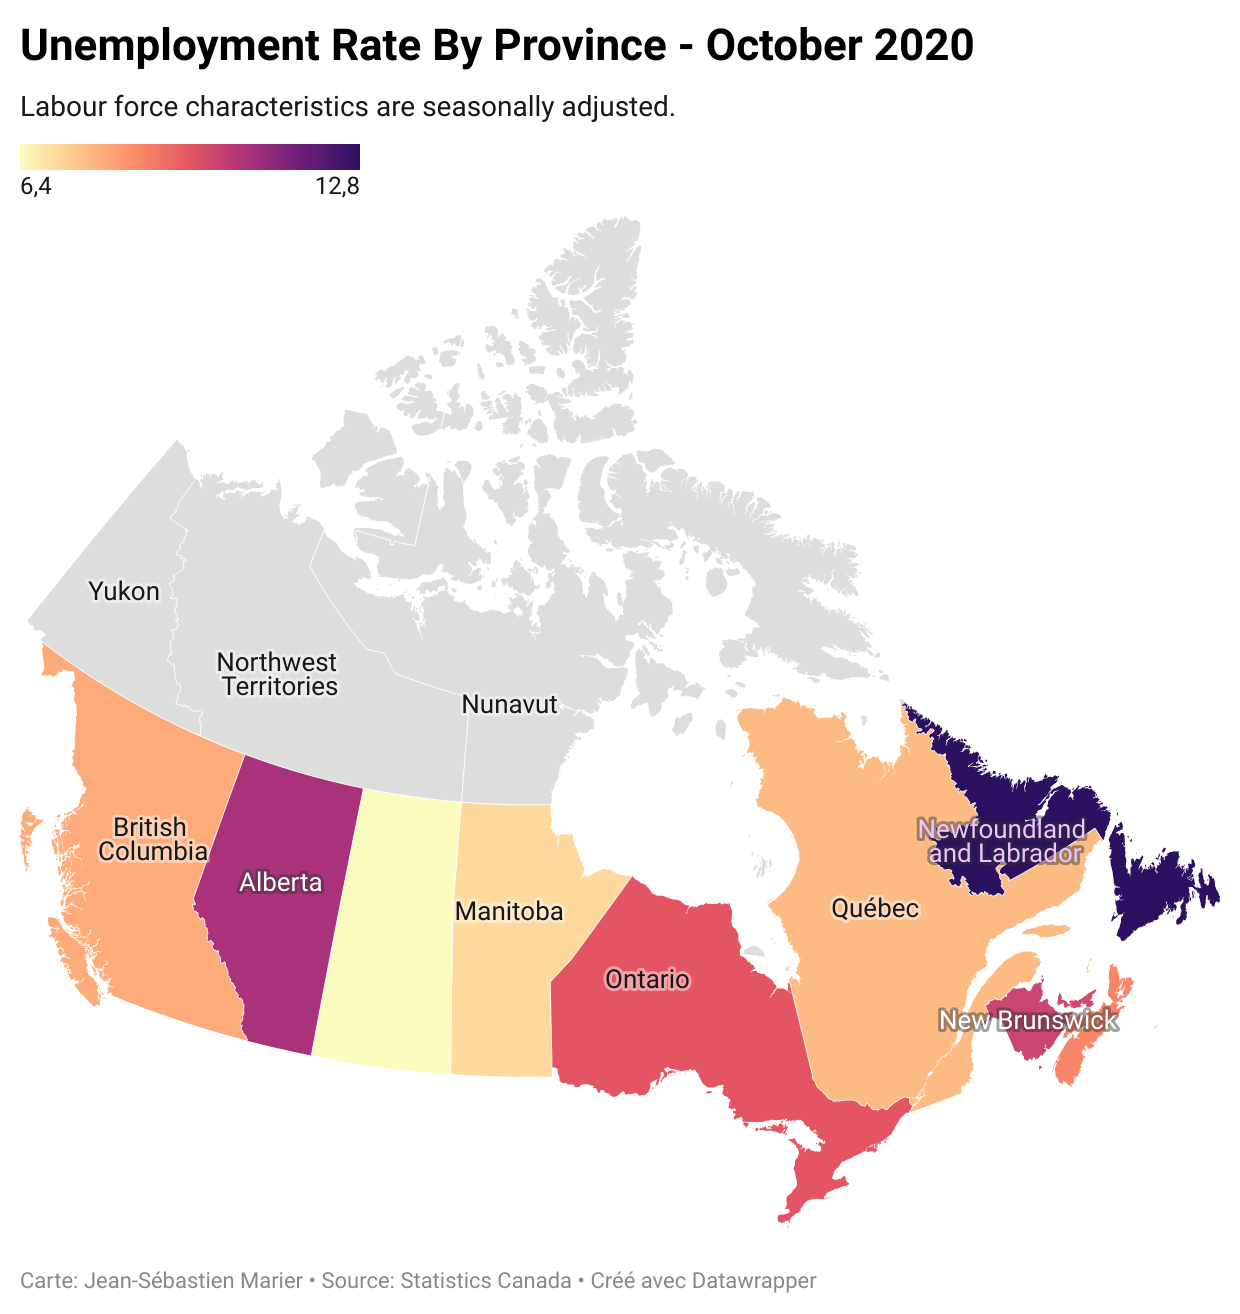 Unemployment Rate By Province - October 2020
Labour force characteristics are seasonally adjusted.
6,4 12,8
Yukon
Northwest
Territories
Nunavut
British
Columbia
Newfoundland
and Labrador
Alberta
Manitoba
Québec
Ontario
New Brunswick
Carte: Jean-Sébastien Marier • Source: Statistics Canada • Créé avec Datawrapper